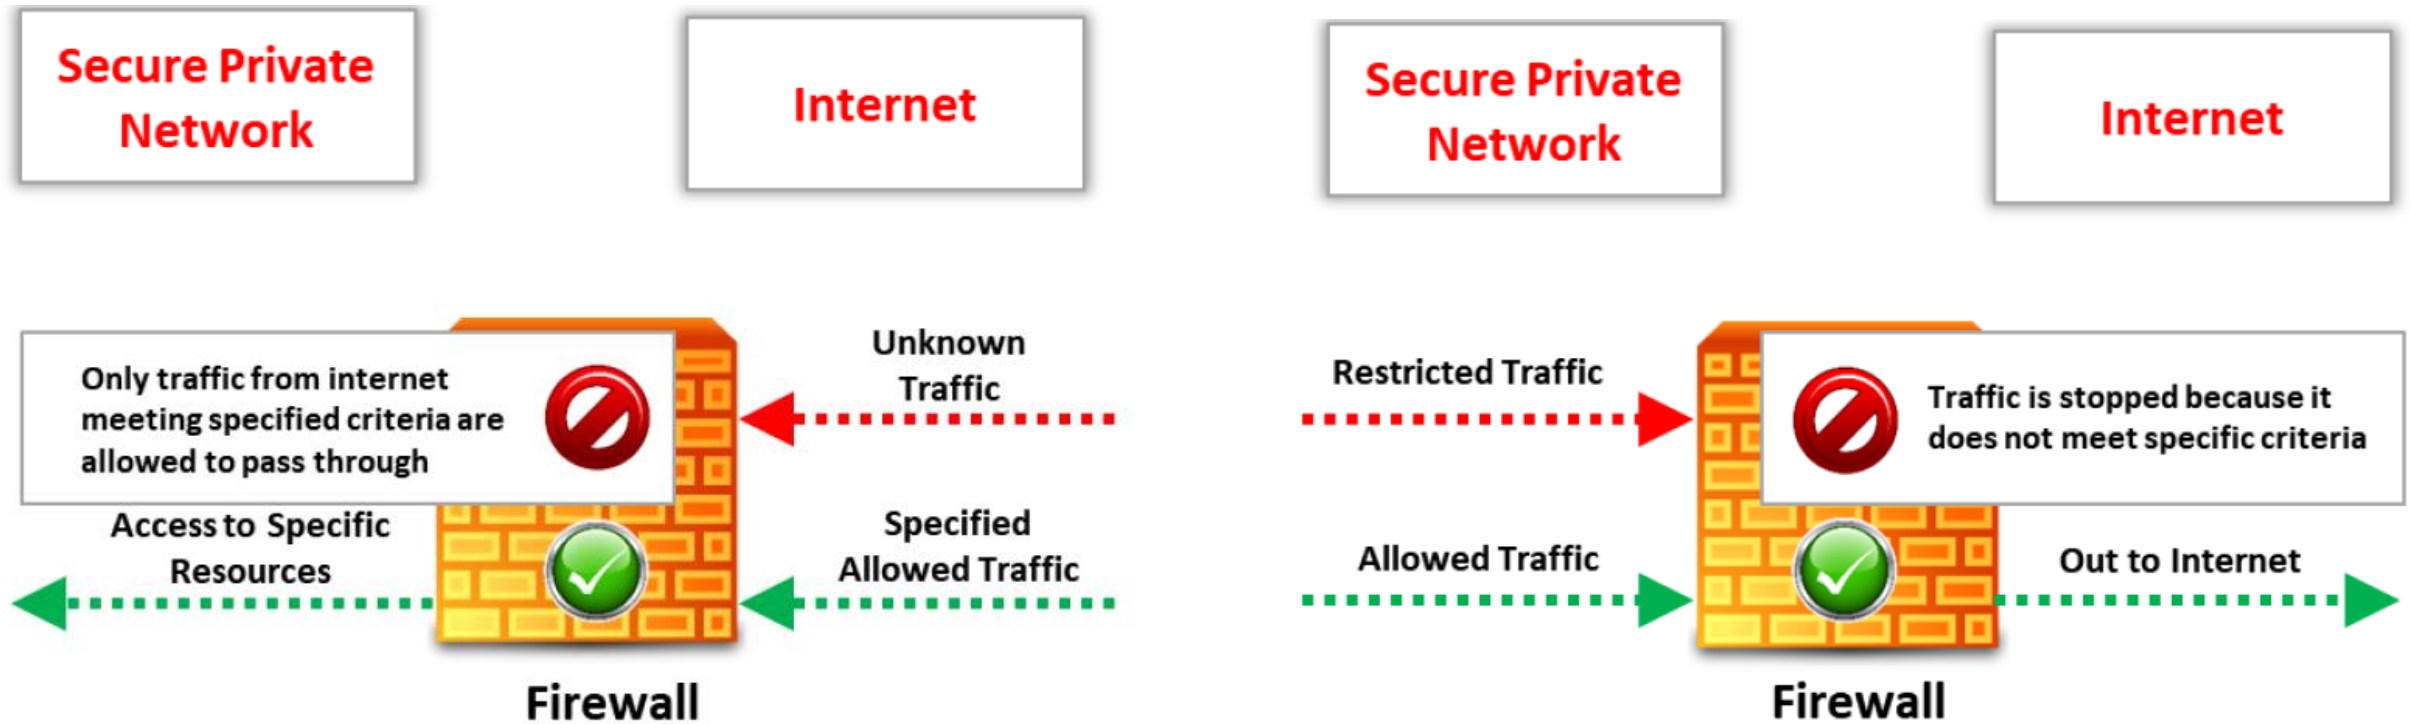 Secure Private
Network
Internet
Only traffic from internet
meeting specified criteria are
allowed to pass through
Unknown
Traffic
Access to Specific
Resources
Specified
Allowed Traffic
Firewall
Secure Private
Network
Internet
Restricted Traffic
Traffic is stopped because it
does not meet specific criteria
Allowed Traffic
Out to Internet
Firewall